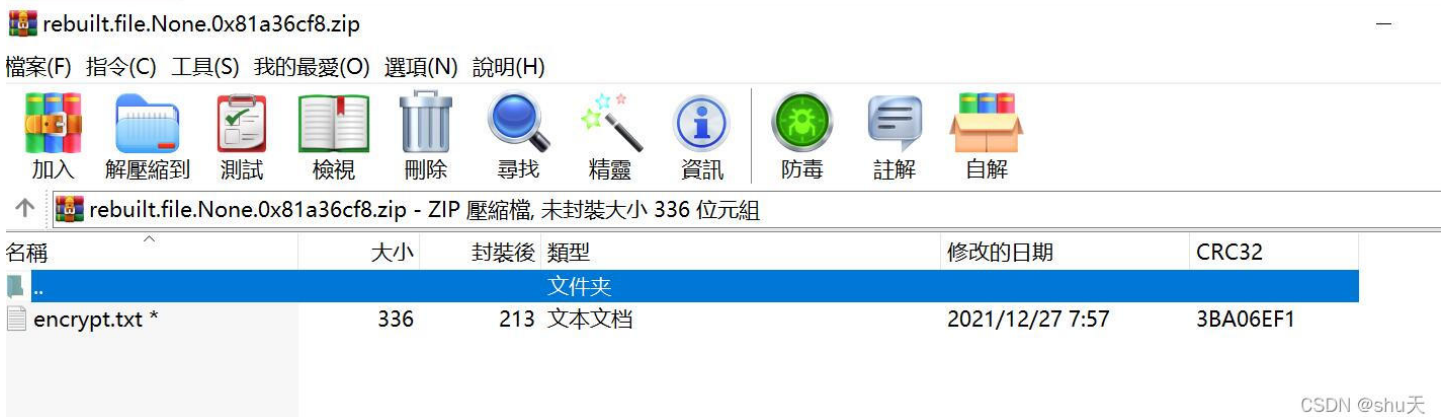 rebuilt.file.None.0x81a36cf8.zip
檔案(F) 指令(C) 工具(S) 我的最愛(O) 選項(N) 說明(H)
加入 解壓縮到 測試 檢視 刪除 尋找 精靈 資訊 防毒 註解 自解
rebuilt.file.None.0x81a36cf8.zip - ZIP 壓縮檔, 未封裝大小 336 位元組
名稱 大小 封裝後 類型 修改的日期 CRC32
.. 文件夹
encrypt.txt * 336 213 文本文档 2021/12/27 7:57 3BA06EF1
CSDN @shu天